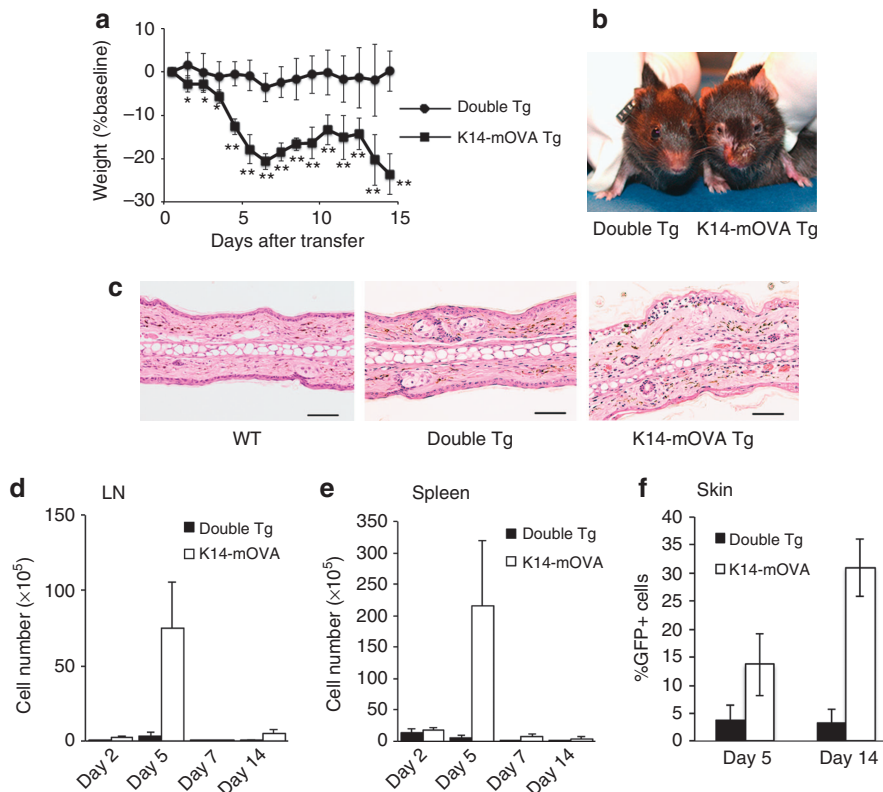 a
10
0
−10
−20
−30
Weight (%baseline)
0 5 10 15
Days after transfer
* * * ** ** ** ** ** ** ** ** ** ** **
Double Tg
K14-mOVA Tg
b
Double Tg K14-mOVA Tg
c
WT
Double Tg
K14-mOVA Tg
d LN
150
100
50
0
Cell number (×10⁵)
Double Tg
K14-mOVA
Day 2 Day 5 Day 7 Day 14
e Spleen
350
300
250
200
150
100
50
0
Cell number (×10⁵)
Double Tg
K14-mOVA
Day 2 Day 5 Day 7 Day 14
f Skin
40
35
30
25
20
15
10
5
0
%GFP+ cells
Double Tg
K14-mOVA
Day 5 Day 14